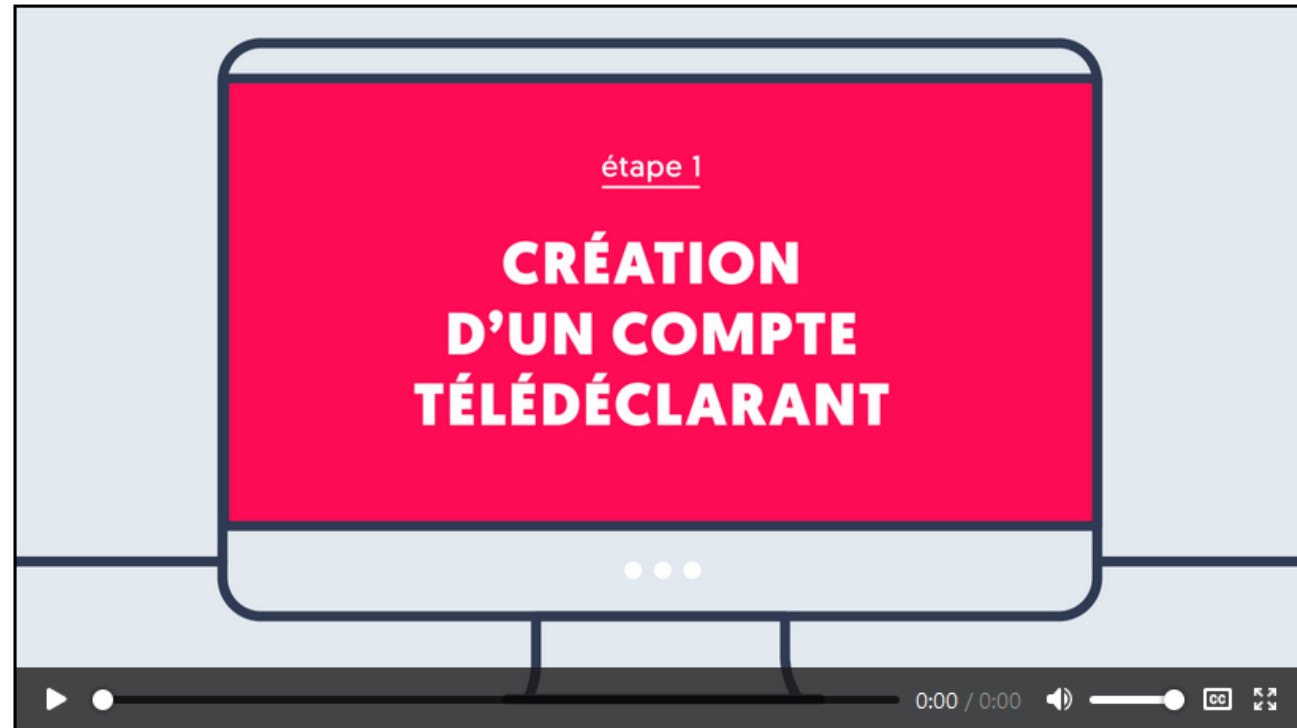 étape 1
CRÉATION
D’UN COMPTE
TÉLÉDÉCLARANT
0:00 / 0:00
CC